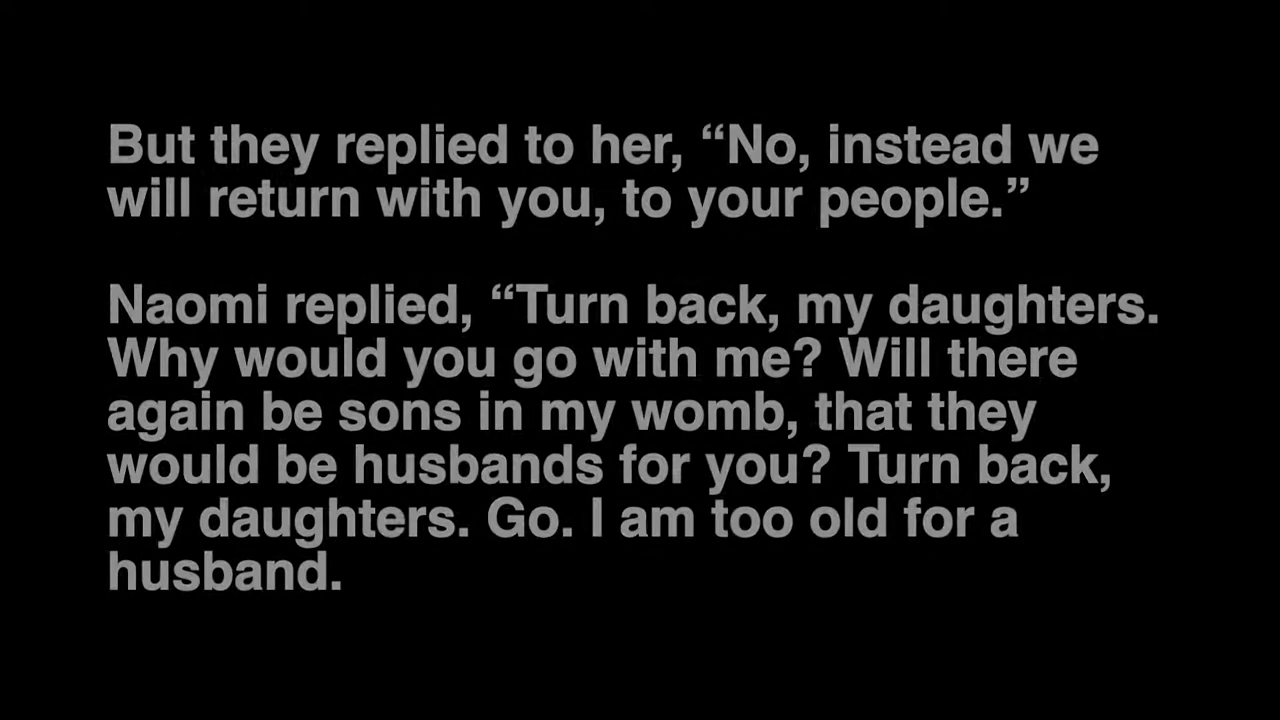 But they replied to her, “No, instead we
will return with you, to your people.”
Naomi replied, “Turn back, my daughters.
Why would you go with me? Will there
again be sons in my womb, that they
would be husbands for you? Turn back,
my daughters. Go. I am too old for a
husband.